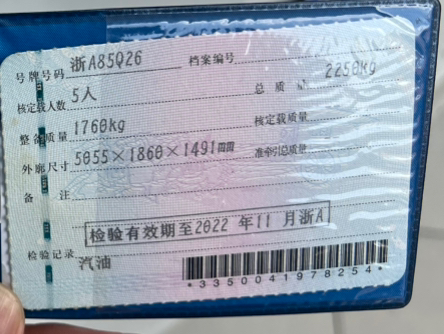 号牌号码 浙A85Q26 档案编号
核定载人数 5人 总质量 2250kg
整备质量 1760kg 核定载质量
外廓尺寸 5055×1860×1491mm 准牵引总质量
备注
检验有效期至2022年11月浙A
检验记录 汽油
*3350041978254*